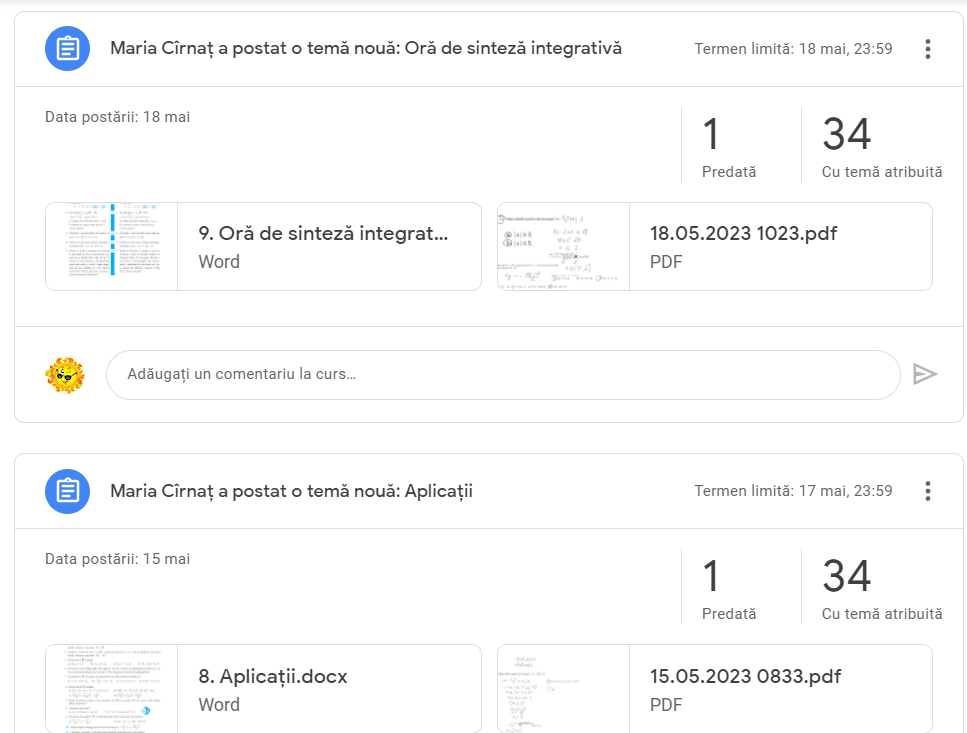 Maria Cîrnaț a postat o temă nouă: Oră de sinteză integrativă
Termen limită: 18 mai, 23:59
Data postării: 18 mai
1
Predată
34
Cu temă atribuită
9. Oră de sinteză integrat...
Word
18.05.2023 1023.pdf
PDF
Adăugați un comentariu la curs...
Maria Cîrnaț a postat o temă nouă: Aplicații
Termen limită: 17 mai, 23:59
Data postării: 15 mai
1
Predată
34
Cu temă atribuită
8. Aplicații.docx
Word
15.05.2023 0833.pdf
PDF